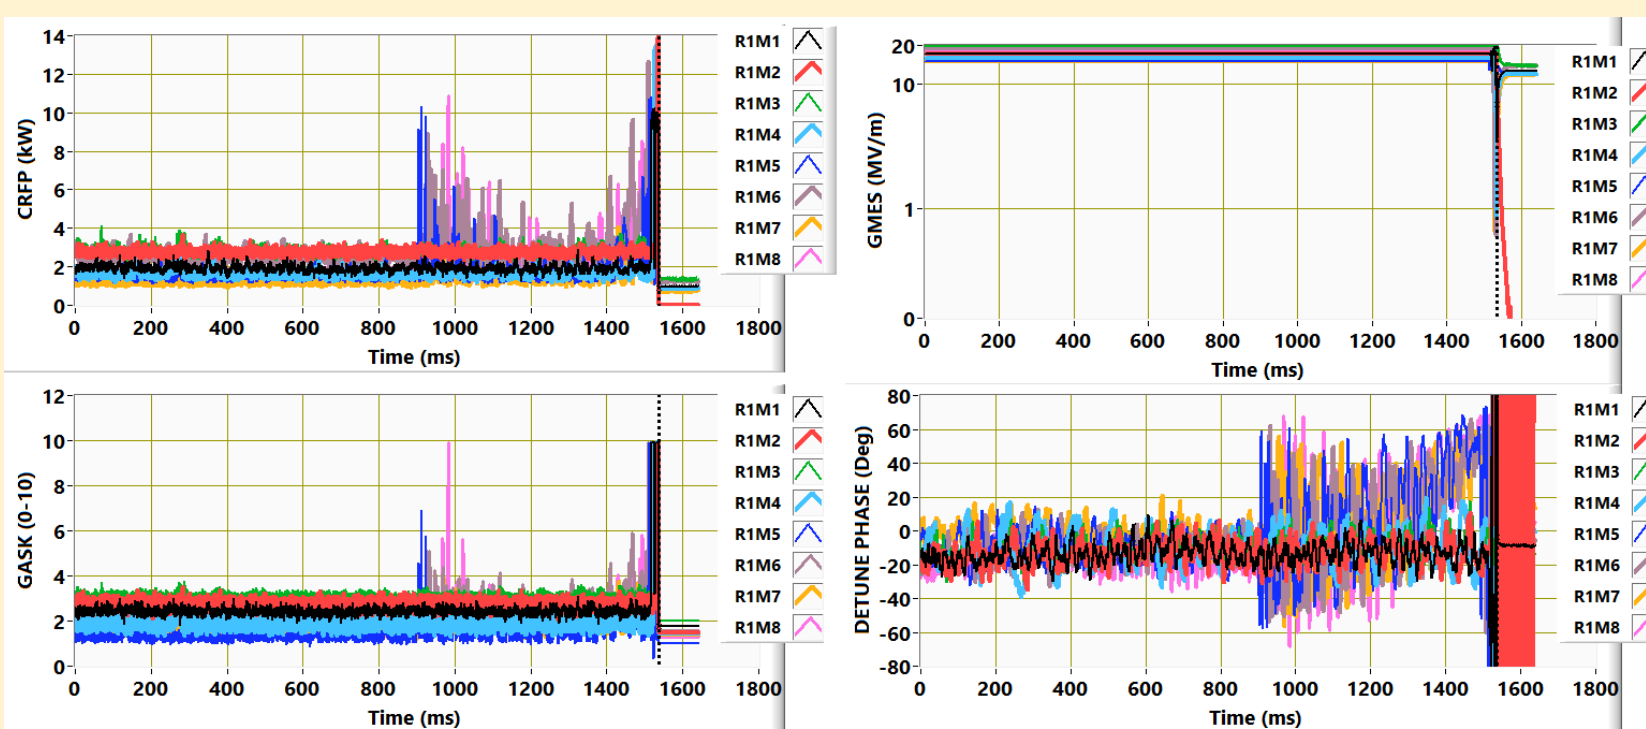 14
12
10
8
6
4
2
0
CRFP (kW)
0 200 400 600 800 1000 1200 1400 1600 1800
Time (ms)
R1M1
R1M2
R1M3
R1M4
R1M5
R1M6
R1M7
R1M8
20
10
1
0
GMES (MV/m)
0 200 400 600 800 1000 1200 1400 1600 1800
Time (ms)
R1M1
R1M2
R1M3
R1M4
R1M5
R1M6
R1M7
R1M8
12
10
8
6
4
2
0
GASK (0-10)
0 200 400 600 800 1000 1200 1400 1600 1800
Time (ms)
R1M1
R1M2
R1M3
R1M4
R1M5
R1M6
R1M7
R1M8
80
60
40
20
0
-20
-40
-60
-80
DETUNE PHASE (Deg)
0 200 400 600 800 1000 1200 1400 1600 1800
Time (ms)
R1M1
R1M2
R1M3
R1M4
R1M5
R1M6
R1M7
R1M8